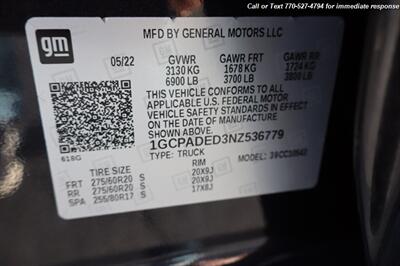 Call or Text 770-527-4794 for immediate response
gm
MFD BY GENERAL MOTORS LLC
05/22 GVWR GAWR FRT GAWR RR
3130 KG 1678 KG 1724 KG
6900 LB 3700 LB 3800 LB
THIS VEHICLE CONFORMS TO ALL
APPLICABLE U.S. FEDERAL MOTOR
VEHICLE SAFETY STANDARDS IN EFFECT
ON THE DATE OF MANUFACTURE
SHOWN ABOVE.
1GCPADED3NZ536779
618G TYPE: TRUCK MODEL:
TIRE SIZE RIM
FRT 275/60R20 S 20X9J
RR 275/60R20 S 20X9J
SPA 255/80R17 S 17X8J